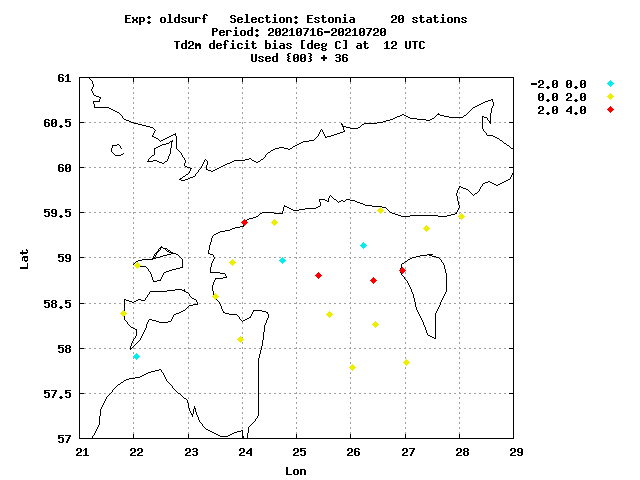 Exp: oldsurf   Selection: Estonia     20 stations
Period: 20210716-20210720
Td2m deficit bias [deg C] at  12 UTC
Used {00} + 36
-2.0 0.0
0.0 2.0
2.0 4.0
61
60.5
60
59.5
59
58.5
58
57.5
57
Lat
21 22 23 24 25 26 27 28 29
Lon